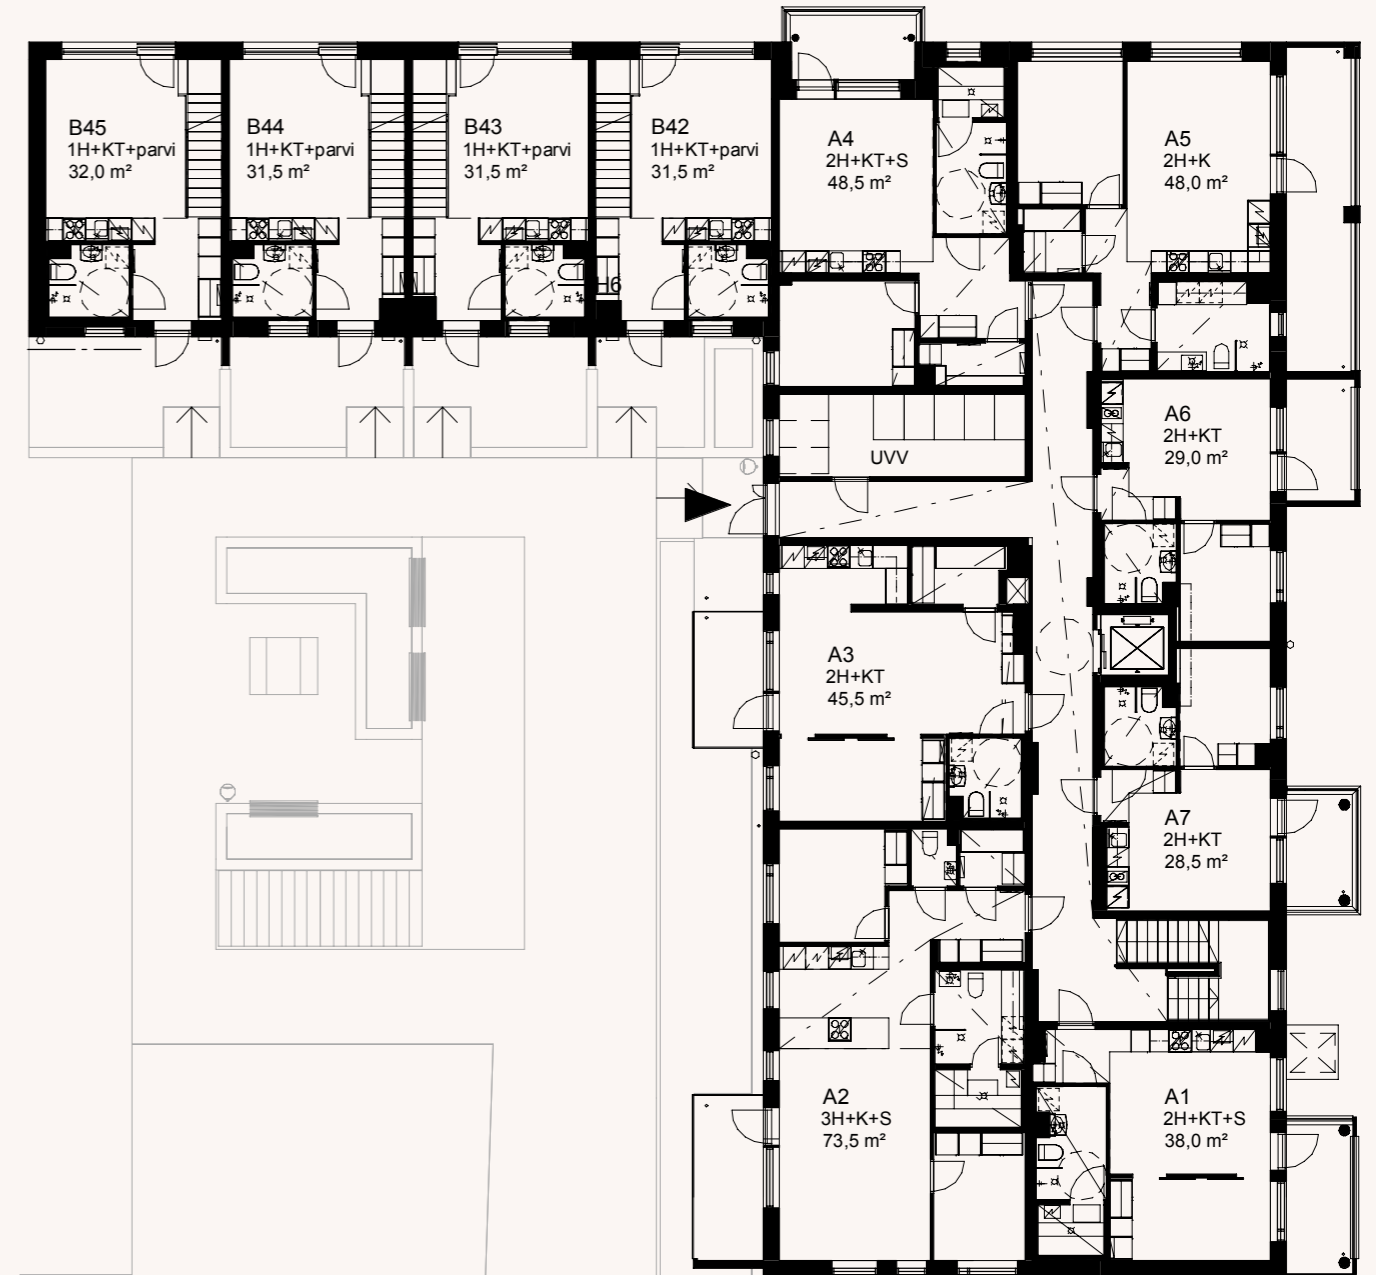 B45
1H+KT+parvi
32,0 m²
B44
1H+KT+parvi
31,5 m²
B43
1H+KT+parvi
31,5 m²
B42
1H+KT+parvi
31,5 m²
A4
2H+KT+S
48,5 m²
A5
2H+K
48,0 m²
H6
A6
2H+KT
29,0 m²
UVV
A3
2H+KT
45,5 m²
A7
2H+KT
28,5 m²
A2
3H+K+S
73,5 m²
A1
2H+KT+S
38,0 m²